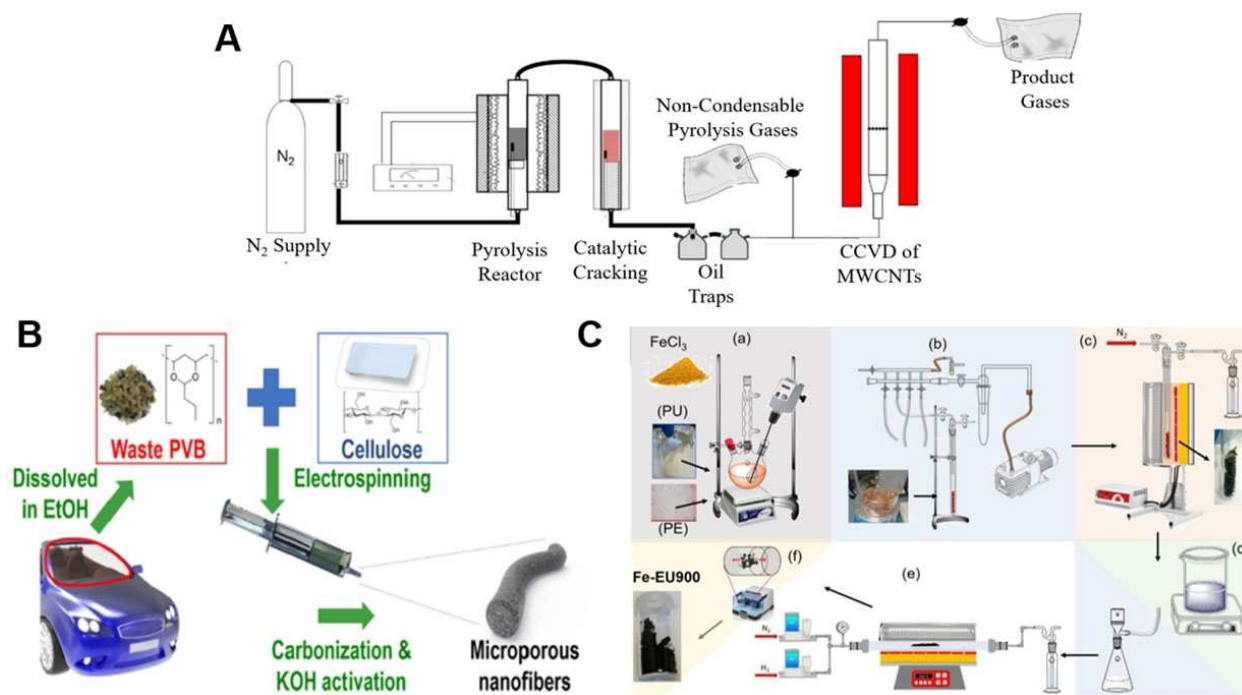 A
N₂
N₂ Supply
Pyrolysis
Reactor
Catalytic
Cracking
Oil
Traps
Non-Condensable
Pyrolysis Gases
CCVD of
MWCNTs
Product
Gases
B
Waste PVB
n
Cellulose
Dissolved
in EtOH
Electrospinning
Carbonization &
KOH activation
Microporous
nanofibers
C
(a)
FeCl₃
(PU)
(PE)
(b)
(c)
N₂
(d
(e)
N₂
H₂
(f)
Fe-EU900